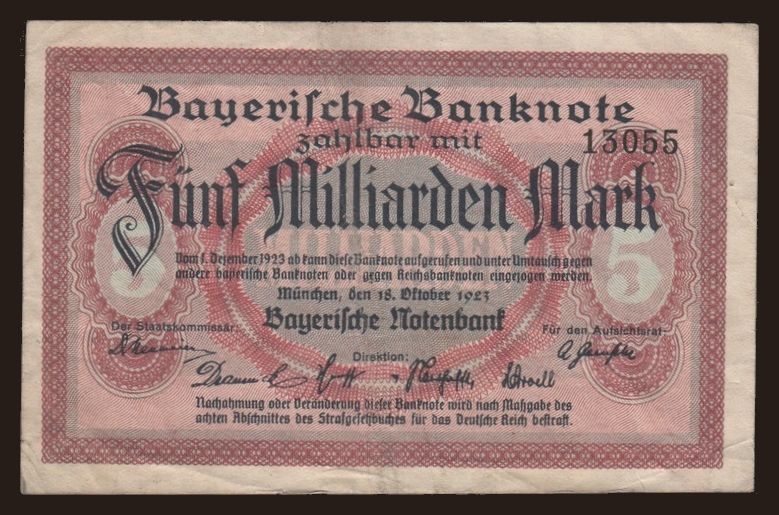 Bayerische Banknote
zahlbar mit
13055
Fünf Milliarden Mark
5
5
Vom 1. Dezember 1923 ab kann diese Banknote aufgerufen und unter Umtausch gegen
andere bayerische Banknoten oder gegen Reichsbanknoten eingezogen werden.
München, den 18. Oktober 1923
Bayerische Notenbank
Der Staatskommissär:
Für den Aufsichtsrat:
Direktion:
Nachahmung oder Veränderung dieser Banknote wird nach Maßgabe des
achten Abschnittes des Strafgesetzbuches für das Deutsche Reich bestraft.